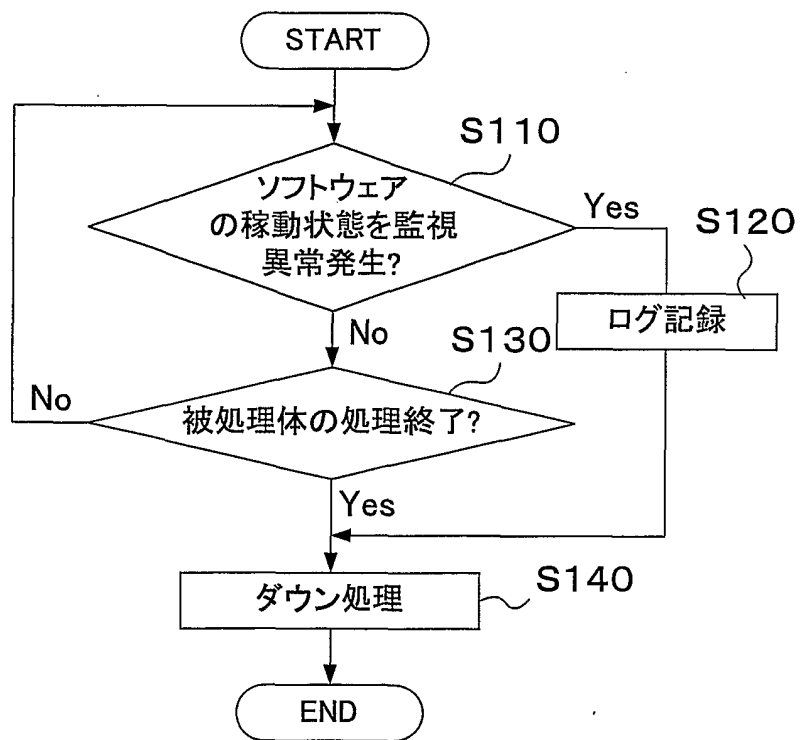 START
S110
ソフトウェア
の稼動状態を監視
異常発生?
Yes
S120
ログ記録
No
S130
No
被処理体の処理終了?
Yes
S140
ダウン処理
END